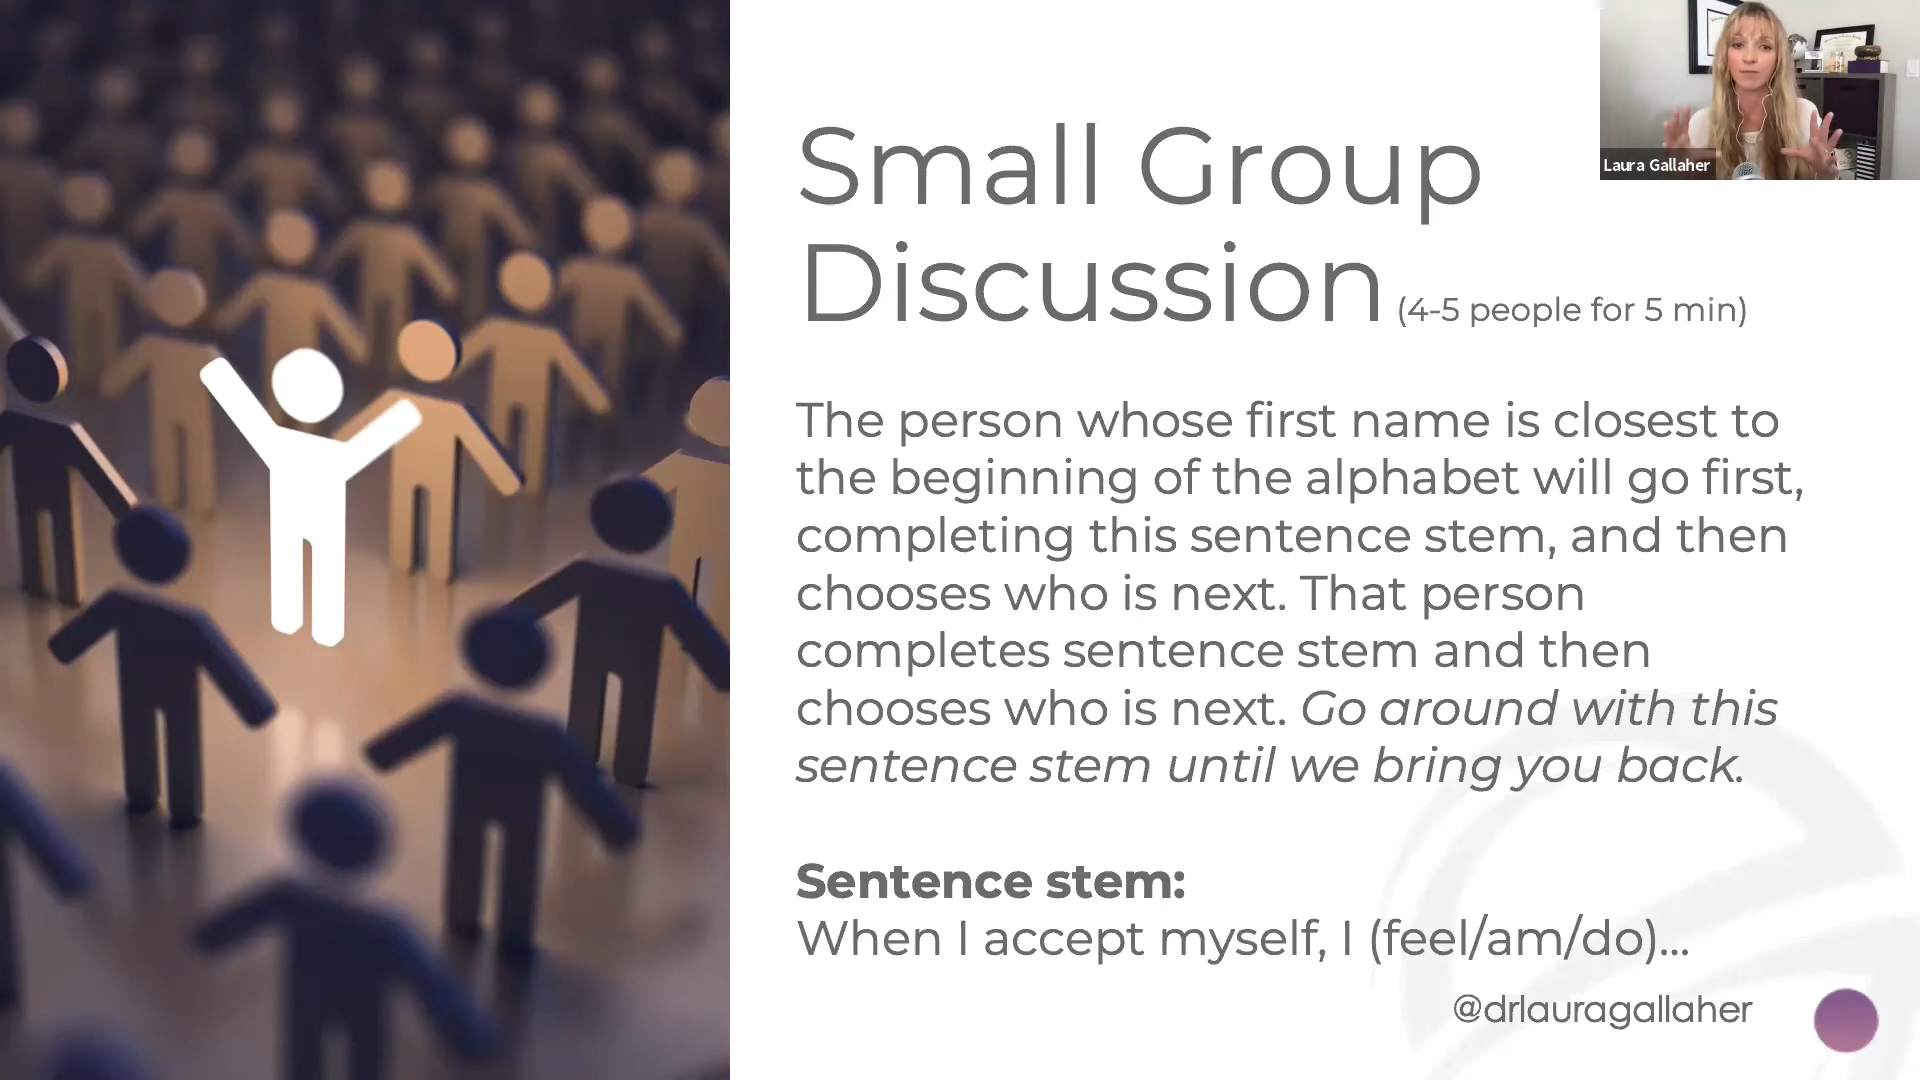 Small Group
Discussion (4-5 people for 5 min)
Laura Gallaher
The person whose first name is closest to
the beginning of the alphabet will go first,
completing this sentence stem, and then
chooses who is next. That person
completes sentence stem and then
chooses who is next. Go around with this
sentence stem until we bring you back.
Sentence stem:
When I accept myself, I (feel/am/do)...
@drlauragallaher